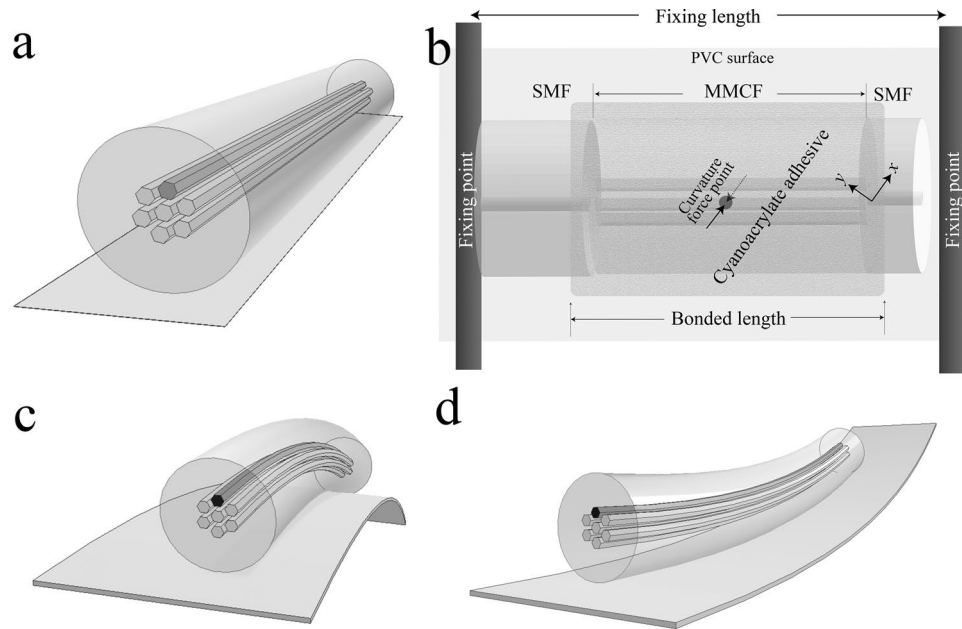 a
b
Fixing length
PVC surface
SMF
MMCF
SMF
Fixing point
Curvature
force point
Cyanoacrylate adhesive
y
x
Fixing point
Bonded length
c
d